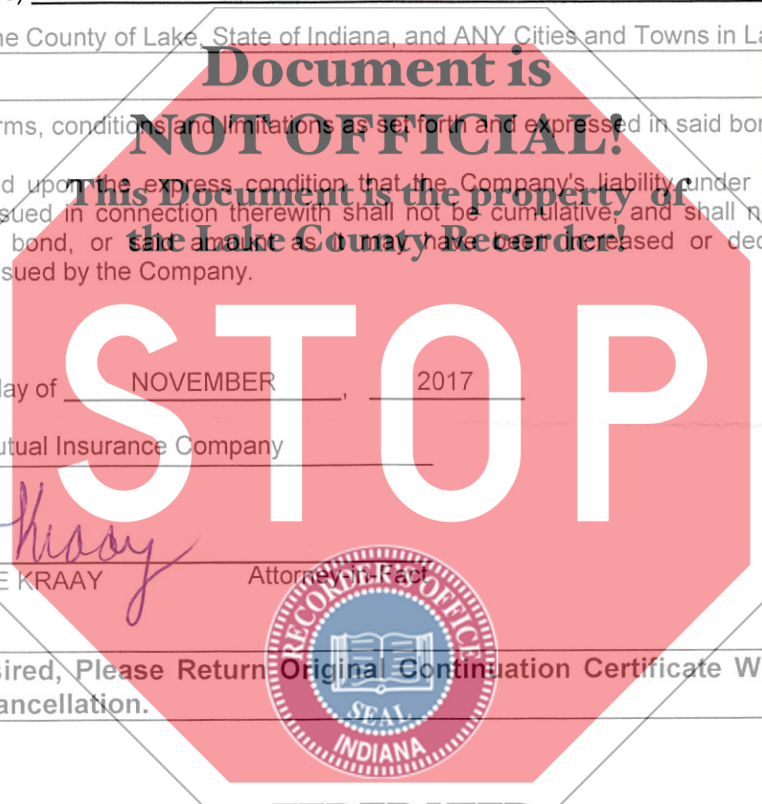 he County of Lake, State of Indiana, and ANY Cities and Towns in La
Document is
rms, conditions and limitations as set forth and expressed in said bon
NOT OFFICIAL!
d upon the express condition that the Company's liability under
This Document is the property of
sued in connection therewith shall not be cumulative, and shall n
bond, or said amount as it may have been increased or dec
the Lake County Recorder!
sued by the Company.
STOP
day of NOVEMBER, 2017
utual Insurance Company
Kraay
E KRAAY Attorney-in-Fact
RECORDER'S OFFICE
SEAL
INDIANA
sired, Please Return Original Continuation Certificate W
ancellation.